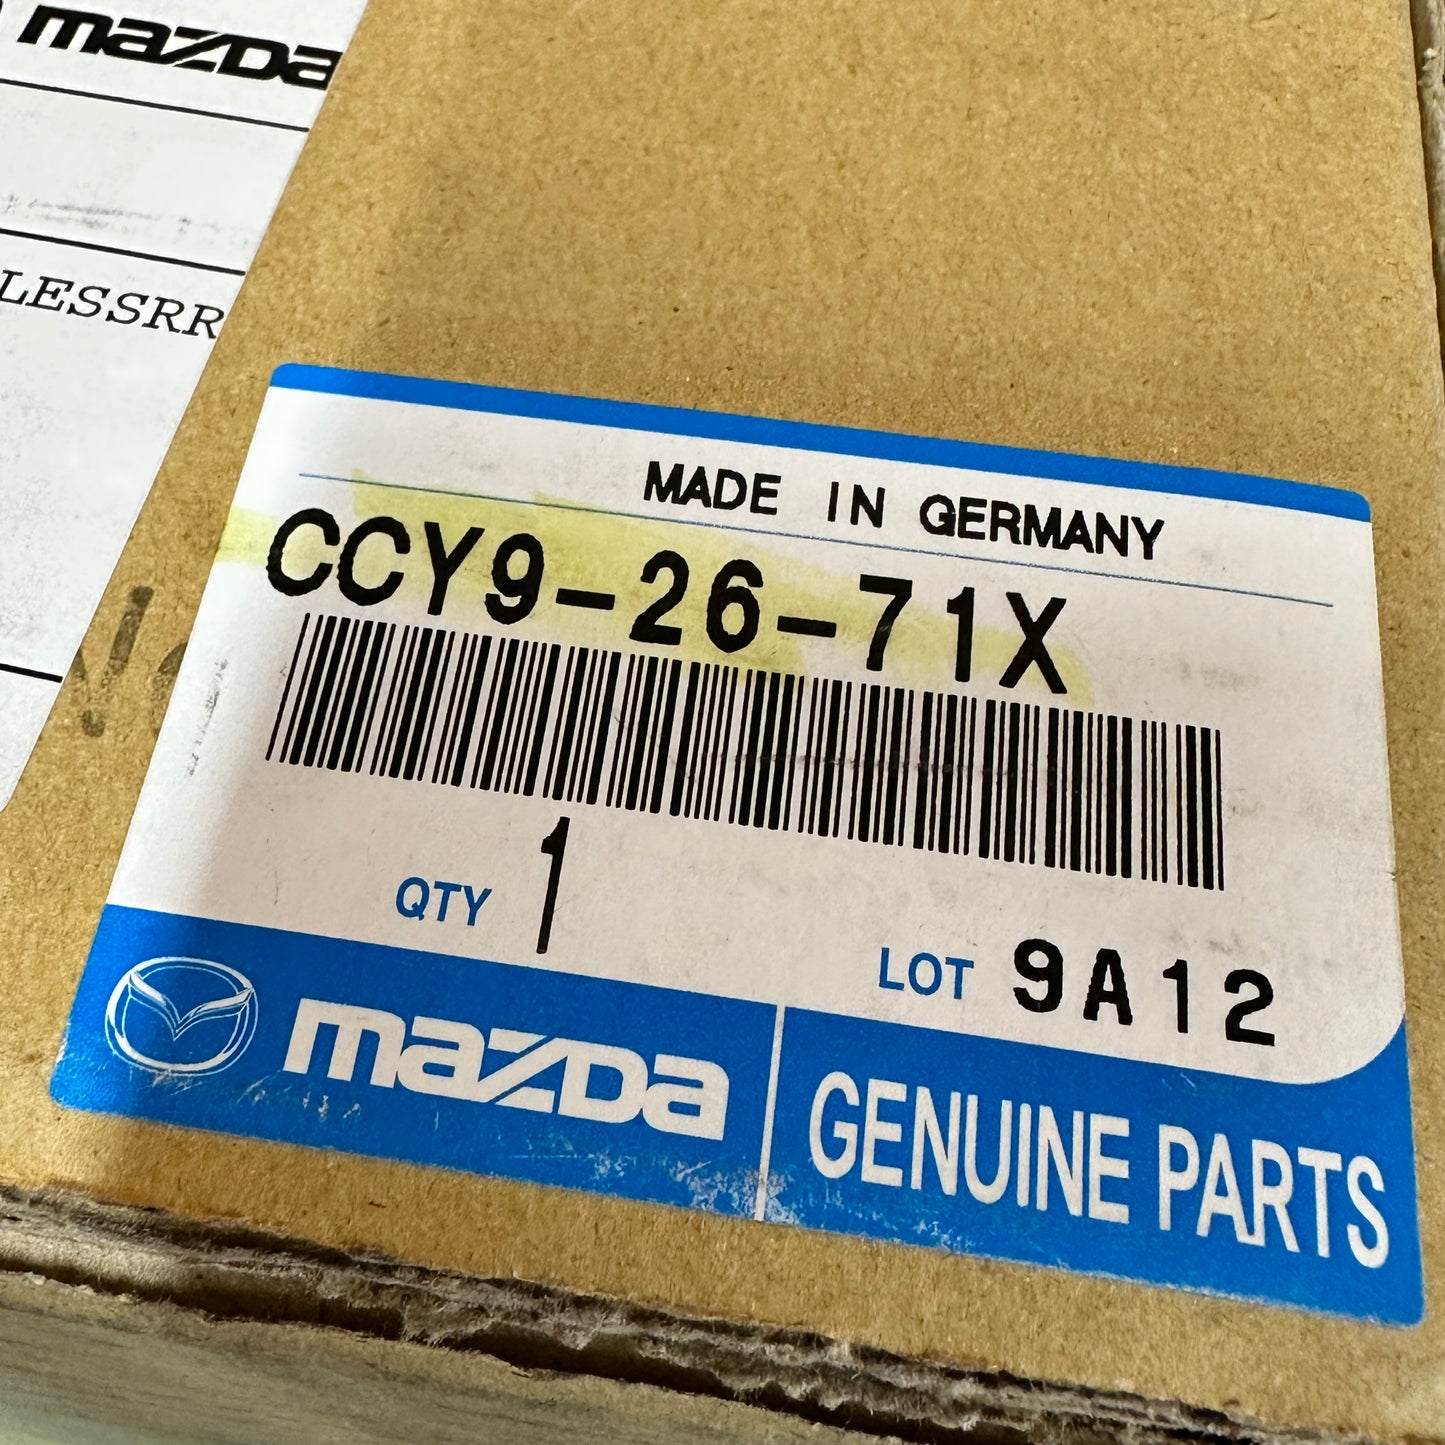 mazda
LESSRR
MADE IN GERMANY
CCY9-26-71X
QTY 1
LOT 9A12
mazda GENUINE PARTS